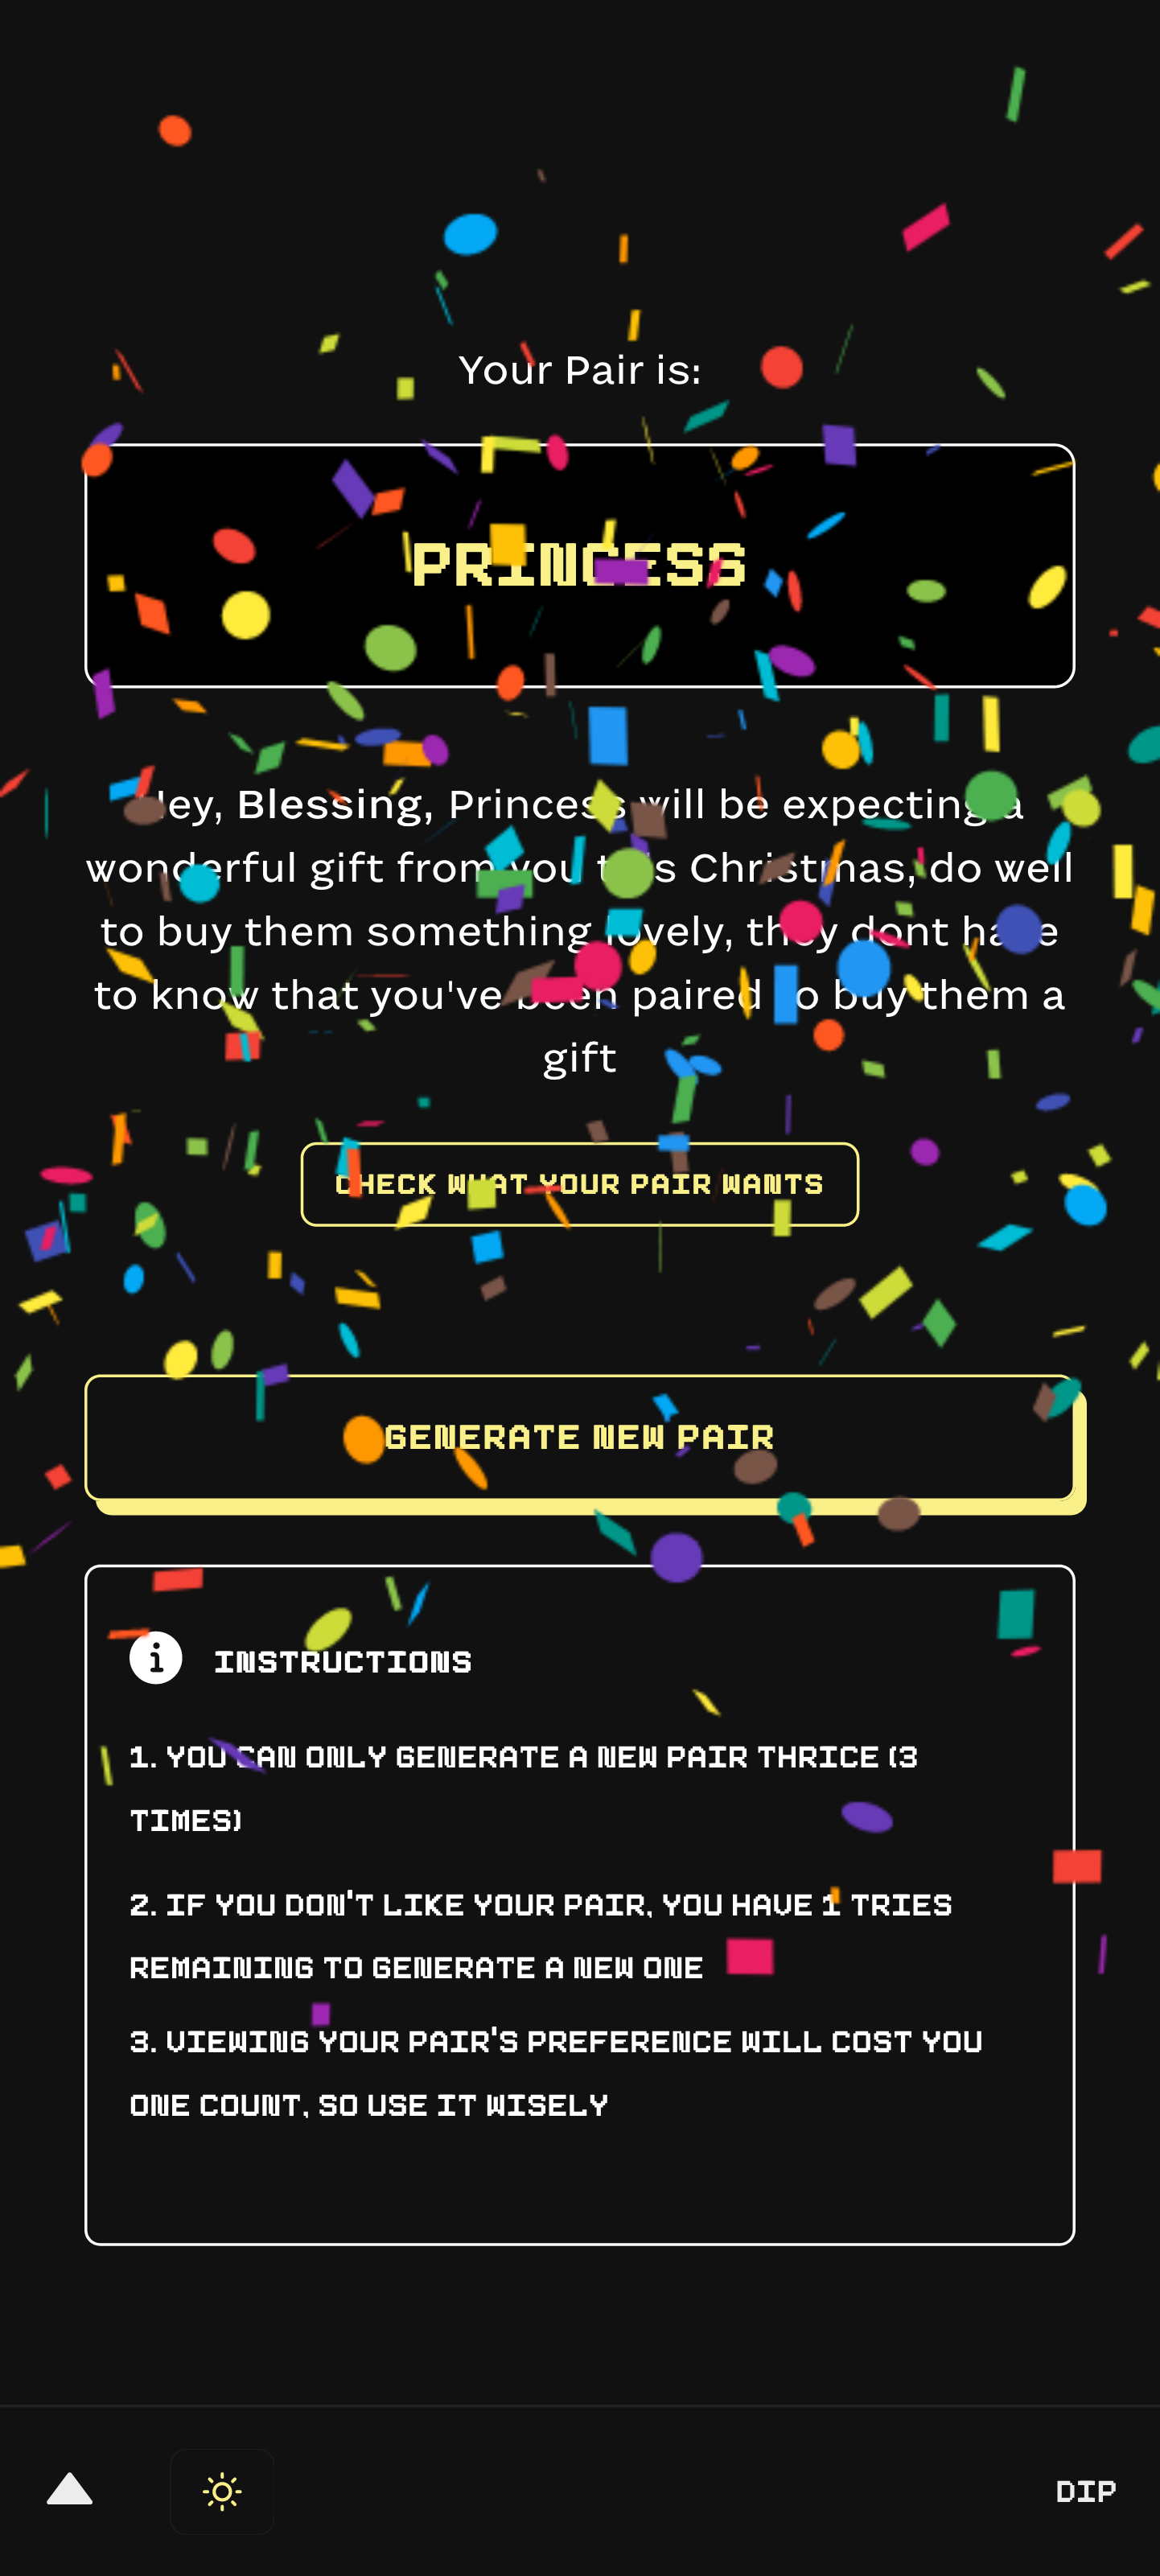 Your Pair is:
PRINCESS
Hey, Blessing, Princess will be expecting a
wonderful gift from you this Christmas, do well
to buy them something lovely, they dont have
to know that you've been paired to buy them a
gift
CHECK WHAT YOUR PAIR WANTS
GENERATE NEW PAIR
INSTRUCTIONS
1. YOU CAN ONLY GENERATE A NEW PAIR THRICE (3
TIMES)
2. IF YOU DON'T LIKE YOUR PAIR, YOU HAVE 1 TRIES
REMAINING TO GENERATE A NEW ONE
3. VIEWING YOUR PAIR'S PREFERENCE WILL COST YOU
ONE COUNT, SO USE IT WISELY
DIP